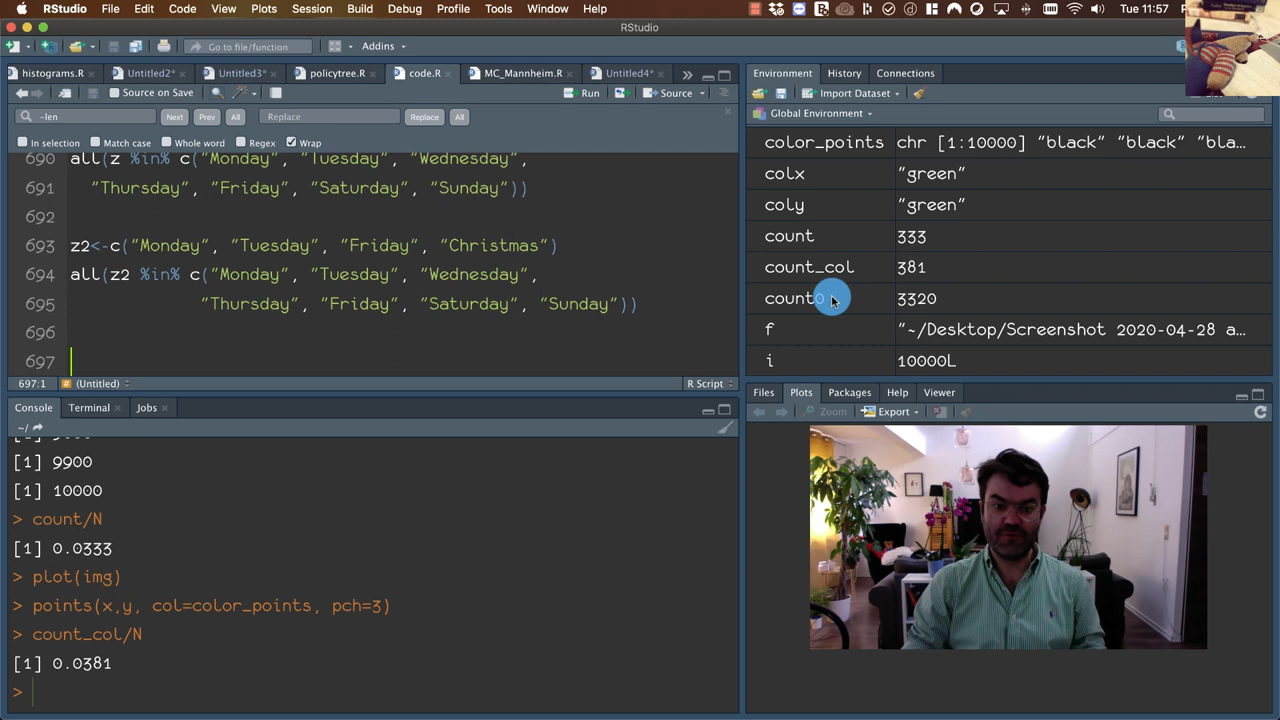 RStudio File Edit Code View Plots Session Build Debug Profile Tools Window Help Tue 11:57
RStudio
Go to file/function Addins
histograms.R Untitled2* Untitled3* policytree.R code.R MC_Mannheim.R Untitled4*
Source on Save Run Source
-len Next Prev All Replace Replace All
In selection Match case Whole word Regex Wrap
690 all(z %in% c("Monday", "Tuesday", "Wednesday",
691 "Thursday", "Friday", "Saturday", "Sunday"))
692
693 z2<-c("Monday", "Tuesday", "Friday", "Christmas")
694 all(z2 %in% c("Monday", "Tuesday", "Wednesday",
695 "Thursday", "Friday", "Saturday", "Sunday"))
696
697
697:1 (Untitled) R Script
Console Terminal Jobs
~/
[1] 9900
[1] 10000
> count/N
[1] 0.0333
> plot(img)
> points(x,y, col=color_points, pch=3)
> count_col/N
[1] 0.0381
>
Environment History Connections
Import Dataset
Global Environment
color_points chr [1:10000] "black" "black" "bla...
colx "green"
coly "green"
count 333
count_col 381
count0 3320
f "~/Desktop/Screenshot 2020-04-28 a...
i 10000L
Files Plots Packages Help Viewer
Zoom Export